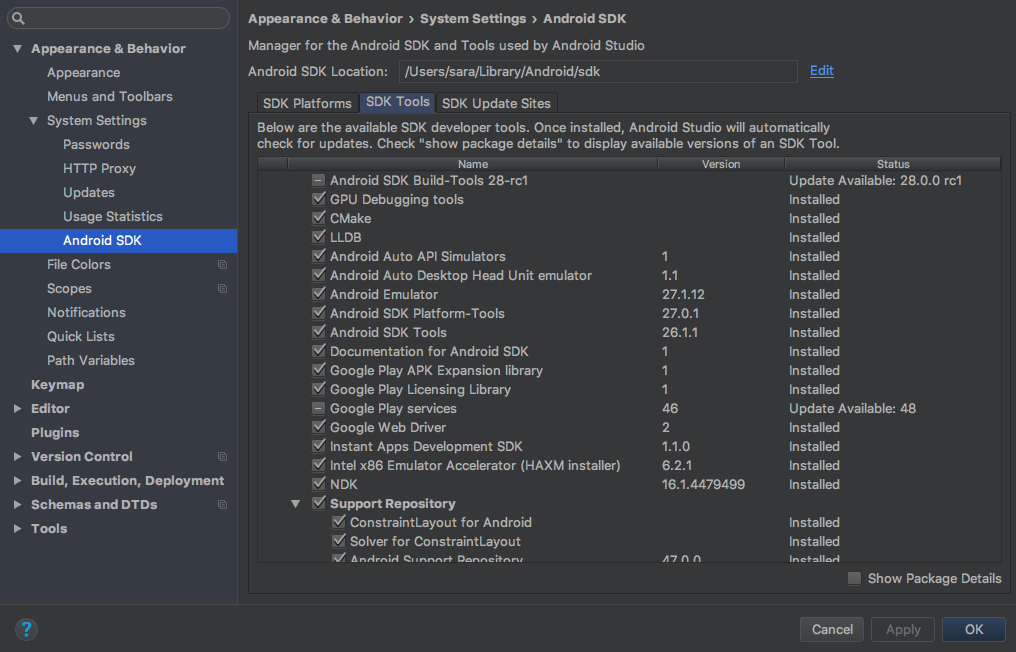 Appearance & Behavior
Appearance
Menus and Toolbars
System Settings
Passwords
HTTP Proxy
Updates
Usage Statistics
Android SDK
File Colors
Scopes
Notifications
Quick Lists
Path Variables
Keymap
Editor
Plugins
Version Control
Build, Execution, Deployment
Schemas and DTDs
Tools
Appearance & Behavior › System Settings › Android SDK
Manager for the Android SDK and Tools used by Android Studio
Android SDK Location: /Users/sara/Library/Android/sdk Edit
SDK Platforms SDK Tools SDK Update Sites
Below are the available SDK developer tools. Once installed, Android Studio will automatically
check for updates. Check "show package details" to display available versions of an SDK Tool.
Name Version Status
Android SDK Build-Tools 28-rc1 Update Available: 28.0.0 rc1
GPU Debugging tools Installed
CMake Installed
LLDB Installed
Android Auto API Simulators 1 Installed
Android Auto Desktop Head Unit emulator 1.1 Installed
Android Emulator 27.1.12 Installed
Android SDK Platform-Tools 27.0.1 Installed
Android SDK Tools 26.1.1 Installed
Documentation for Android SDK 1 Installed
Google Play APK Expansion library 1 Installed
Google Play Licensing Library 1 Installed
Google Play services 46 Update Available: 48
Google Web Driver 2 Installed
Instant Apps Development SDK 1.1.0 Installed
Intel x86 Emulator Accelerator (HAXM installer) 6.2.1 Installed
NDK 16.1.4479499 Installed
Support Repository
ConstraintLayout for Android Installed
Solver for ConstraintLayout Installed
Android Support Repository 47.0.0 Installed
Show Package Details
? Cancel Apply OK